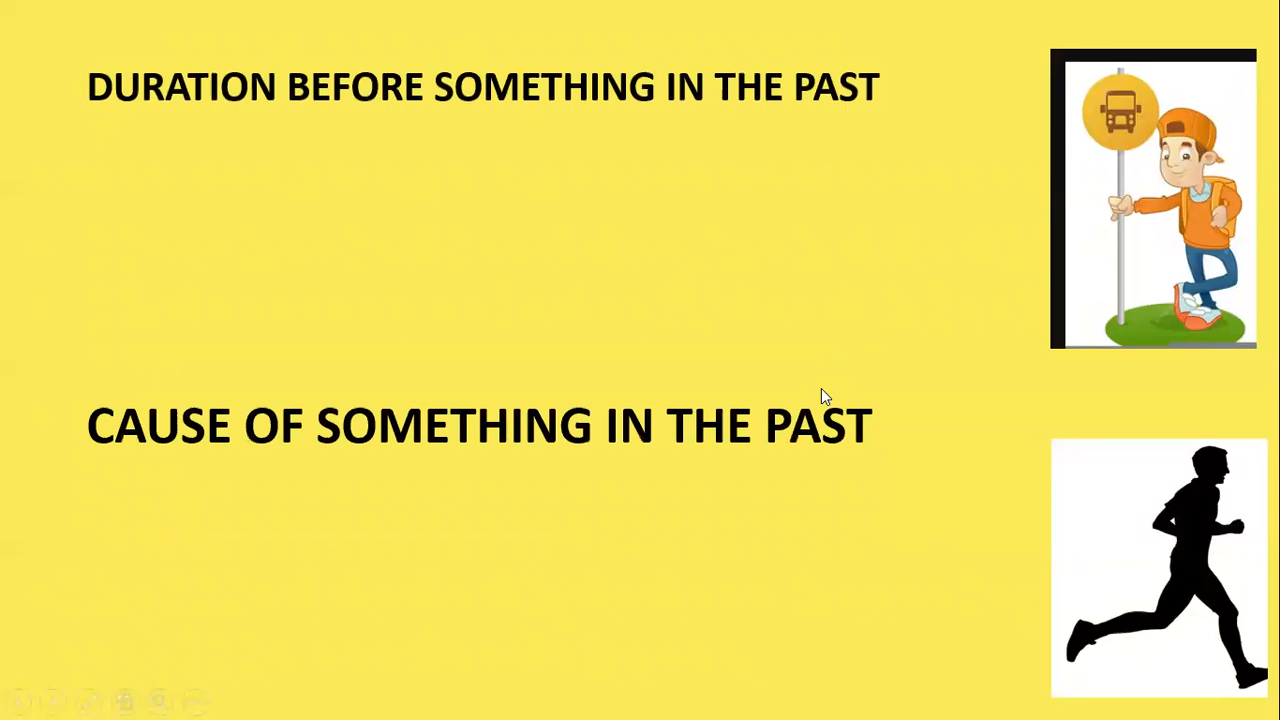 DURATION BEFORE SOMETHING IN THE PAST
CAUSE OF SOMETHING IN THE PAST